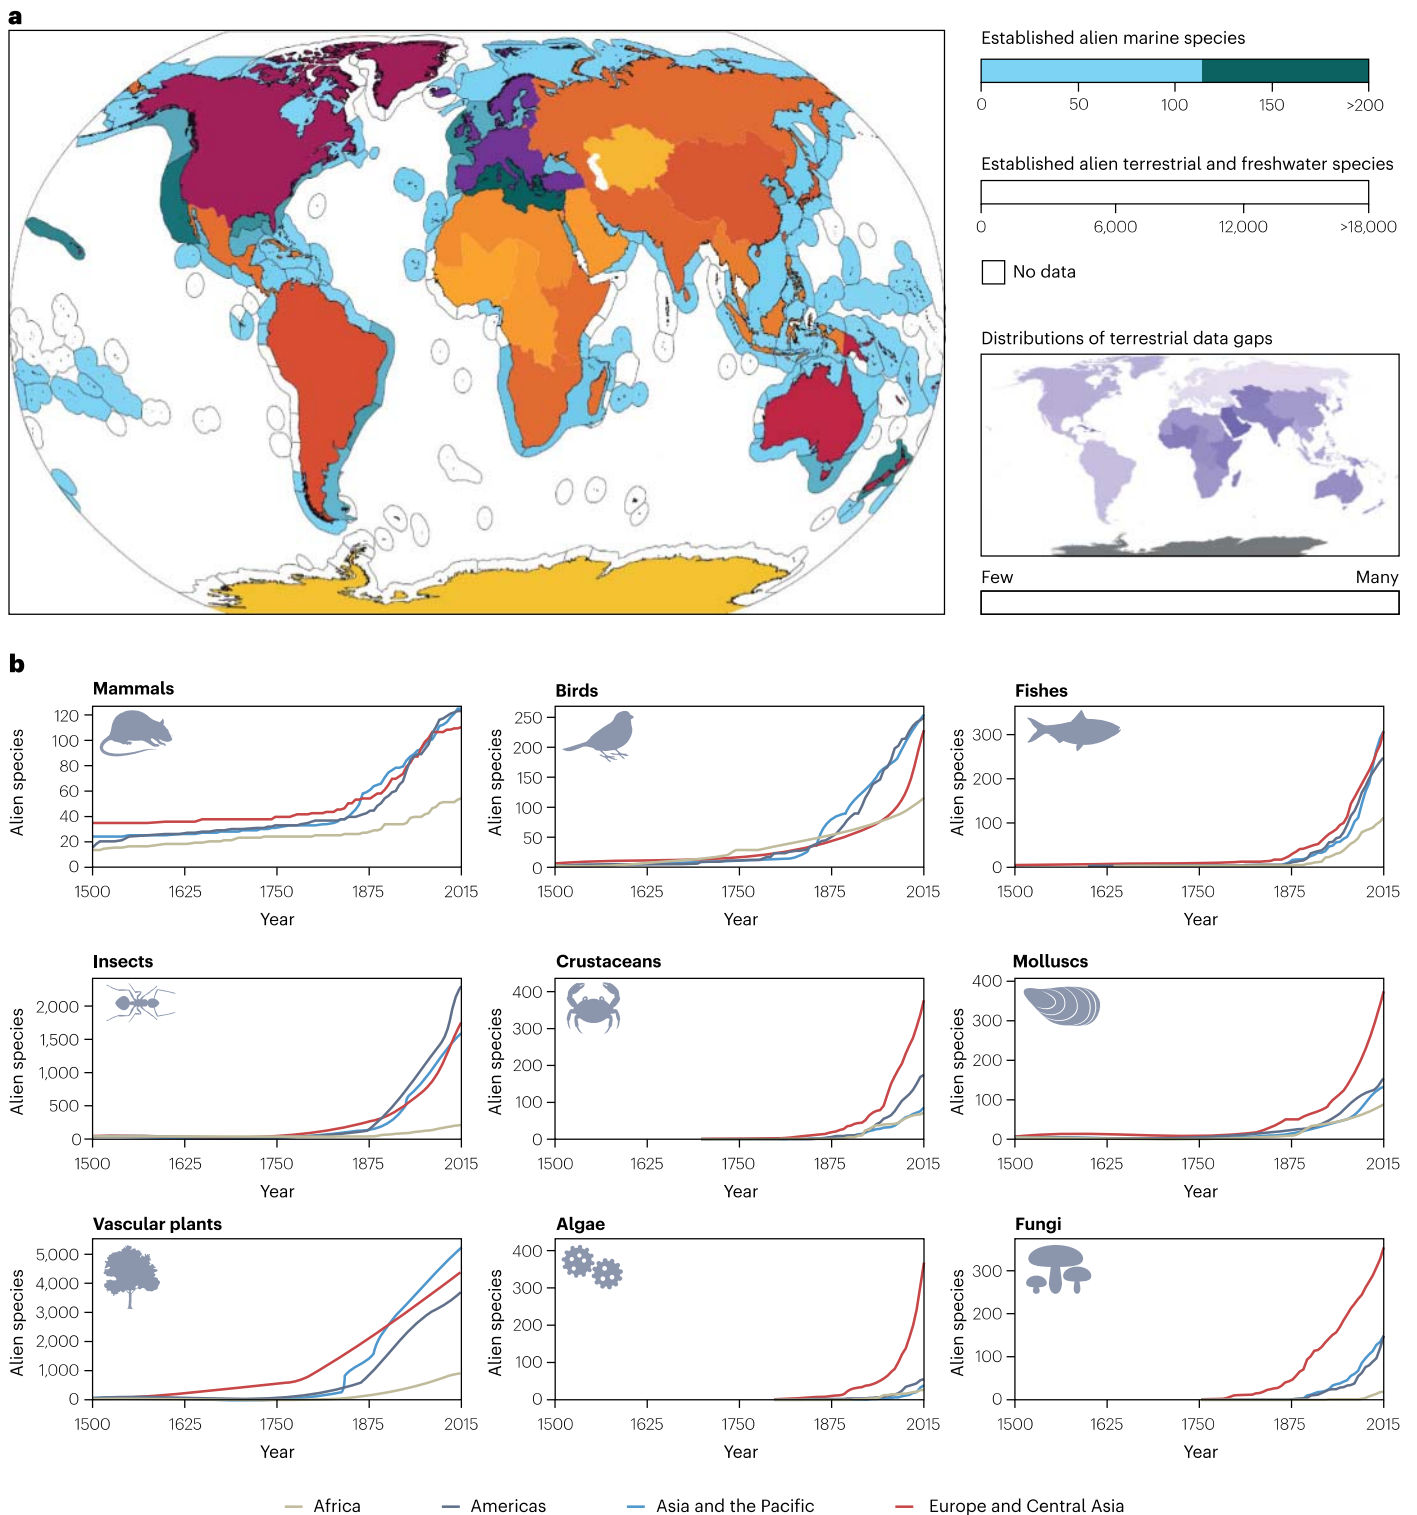 a
Established alien marine species
0 50 100 150 >200
Established alien terrestrial and freshwater species
0 6,000 12,000 >18,000
No data
Distributions of terrestrial data gaps
Few Many
b
Mammals
Alien species
120
100
80
60
40
20
0
1500 1625 1750 1875 2015
Year
Birds
Alien species
250
200
150
100
50
0
1500 1625 1750 1875 2015
Year
Fishes
Alien species
300
200
100
0
1500 1625 1750 1875 2015
Year
Insects
Alien species
2,000
1,500
1,000
500
0
1500 1625 1750 1875 2015
Year
Crustaceans
Alien species
400
300
200
100
0
1500 1625 1750 1875 2015
Year
Molluscs
Alien species
400
300
200
100
0
1500 1625 1750 1875 2015
Year
Vascular plants
Alien species
5,000
4,000
3,000
2,000
1,000
0
1500 1625 1750 1875 2015
Year
Algae
Alien species
400
300
200
100
0
1500 1625 1750 1875 2015
Year
Fungi
Alien species
300
200
100
0
1500 1625 1750 1875 2015
Year
Africa Americas Asia and the Pacific Europe and Central Asia